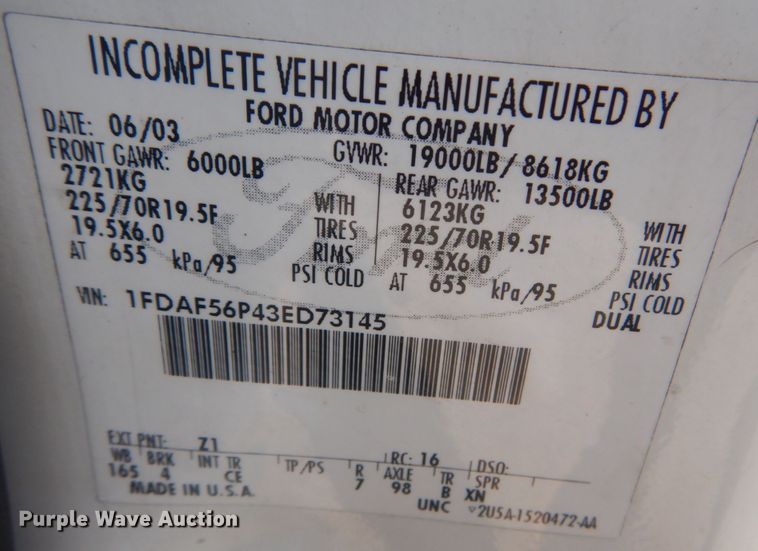 INCOMPLETE VEHICLE MANUFACTURED BY
FORD MOTOR COMPANY
DATE: 06/03 GVWR: 19000LB/ 8618KG
FRONT GAWR: 6000LB REAR GAWR: 13500LB
2721KG 6123KG
225/70R19.5F WITH TIRES 225/70R19.5F WITH TIRES
19.5X6.0 RIMS 19.5X6.0 RIMS
AT 655 kPa/95 PSI COLD AT 655 kPa/95 PSI COLD
DUAL
VIN: 1FDAF56P43ED73145
EXT PNT: Z1 RC: 16 DSO:
WB BRK INT TR TP/PS R AXLE TR SPR
165 4 CE 7 98 B XN
MADE IN U.S.A. UNC
2U5A-1520472-AA
Ford
Purple Wave Auction